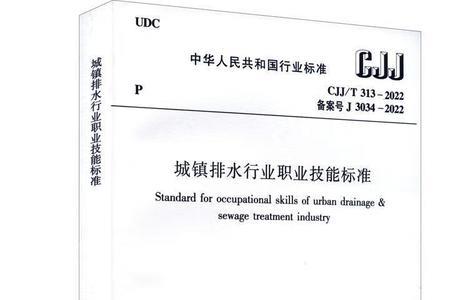 城镇排水行业职业技能标准
UDC
中华人民共和国行业标准
CJJ
P
CJJ/T 313-2022
备案号 J 3034-2022
城镇排水行业职业技能标准
Standard for occupational skills of urban drainage &
sewage treatment industry